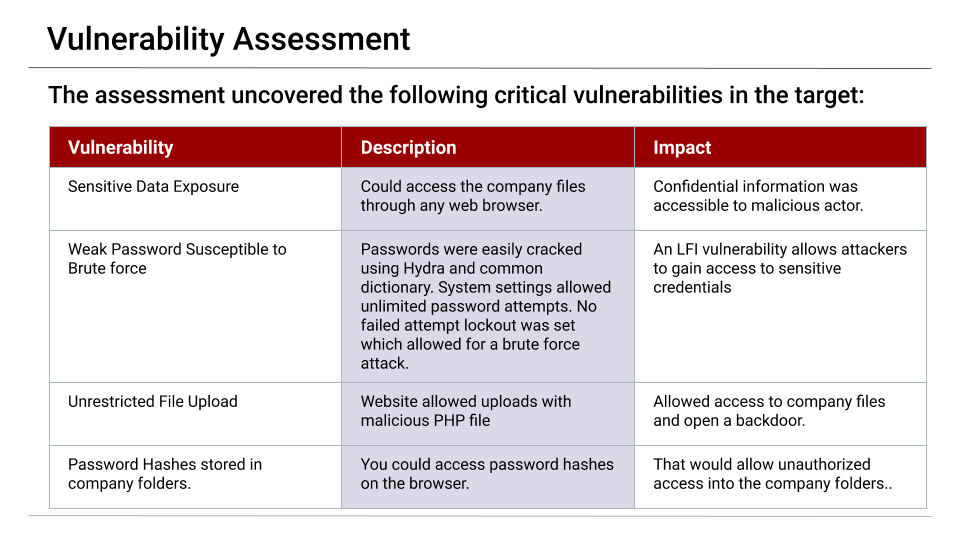 Vulnerability Assessment
The assessment uncovered the following critical vulnerabilities in the target:
Vulnerability
Description
Impact
Sensitive Data Exposure
Could access the company files
through any web browser.
Confidential information was
accessible to malicious actor.
Weak Password Susceptible to
Brute force
Passwords were easily cracked
using Hydra and common
dictionary. System settings allowed
unlimited password attempts. No
failed attempt lockout was set
which allowed for a brute force
attack.
An LFI vulnerability allows attackers
to gain access to sensitive
credentials
Unrestricted File Upload
Website allowed uploads with
malicious PHP file
Allowed access to company files
and open a backdoor.
Password Hashes stored in
company folders.
You could access password hashes
on the browser.
That would allow unauthorized
access into the company folders..